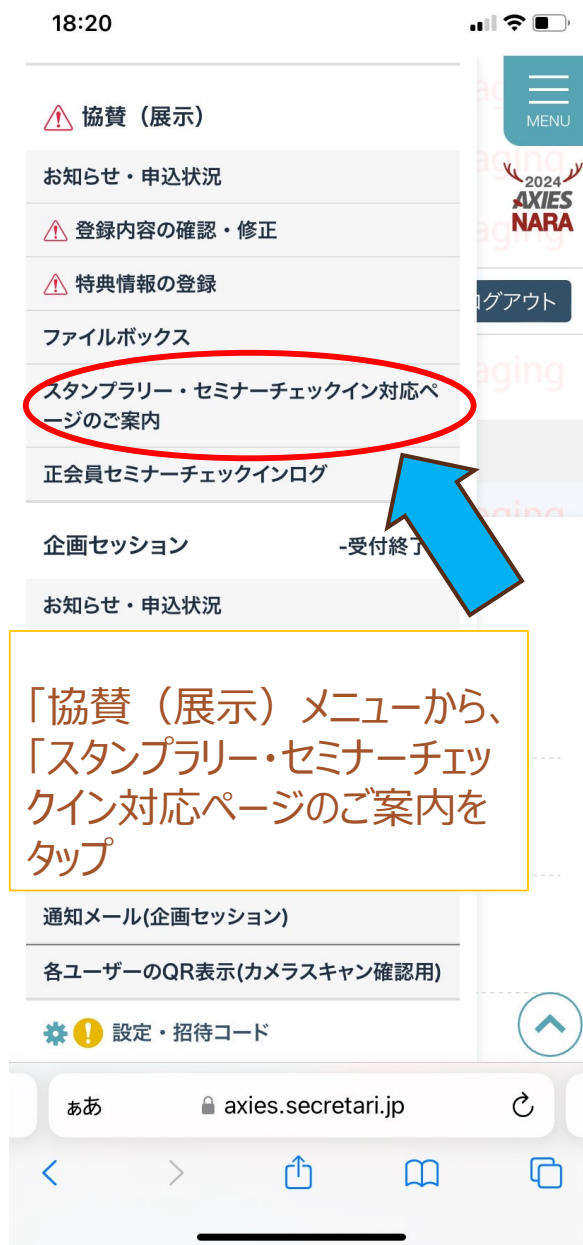 18:20
協賛（展示）
MENU
お知らせ・申込状況
2024
AXIES
NARA
登録内容の確認・修正
特典情報の登録
グアウト
ファイルボックス
スタンプラリー・セミナーチェックイン対応ペ
ージのご案内
aging
正会員セミナーチェックインログ
企画セッション
-受付終了
お知らせ・申込状況
「協賛（展示）メニューから、
「スタンプラリー・セミナーチェッ
クイン対応ページのご案内を
タップ
通知メール(企画セッション)
各ユーザーのQR表示(カメラスキャン確認用)
設定・招待コード
ぁあ
axies.secretari.jp